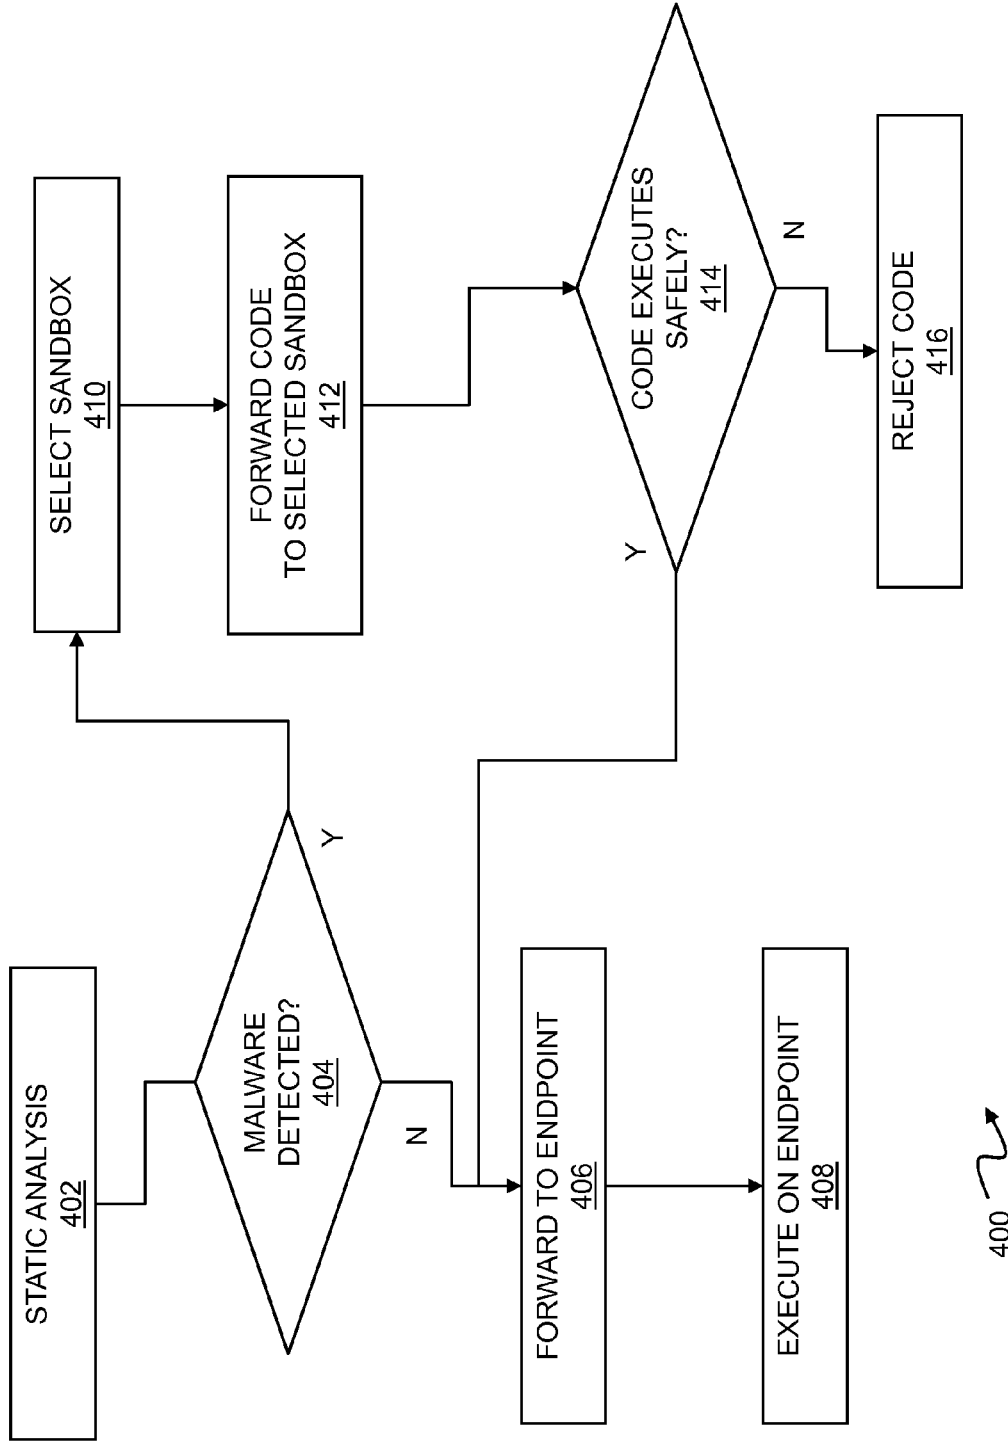 STATIC ANALYSIS
402
MALWARE
DETECTED?
404
Y
N
FORWARD TO ENDPOINT
406
EXECUTE ON ENDPOINT
408
SELECT SANDBOX
410
FORWARD CODE
TO SELECTED SANDBOX
412
CODE EXECUTES
SAFELY?
414
Y
N
REJECT CODE
416
400